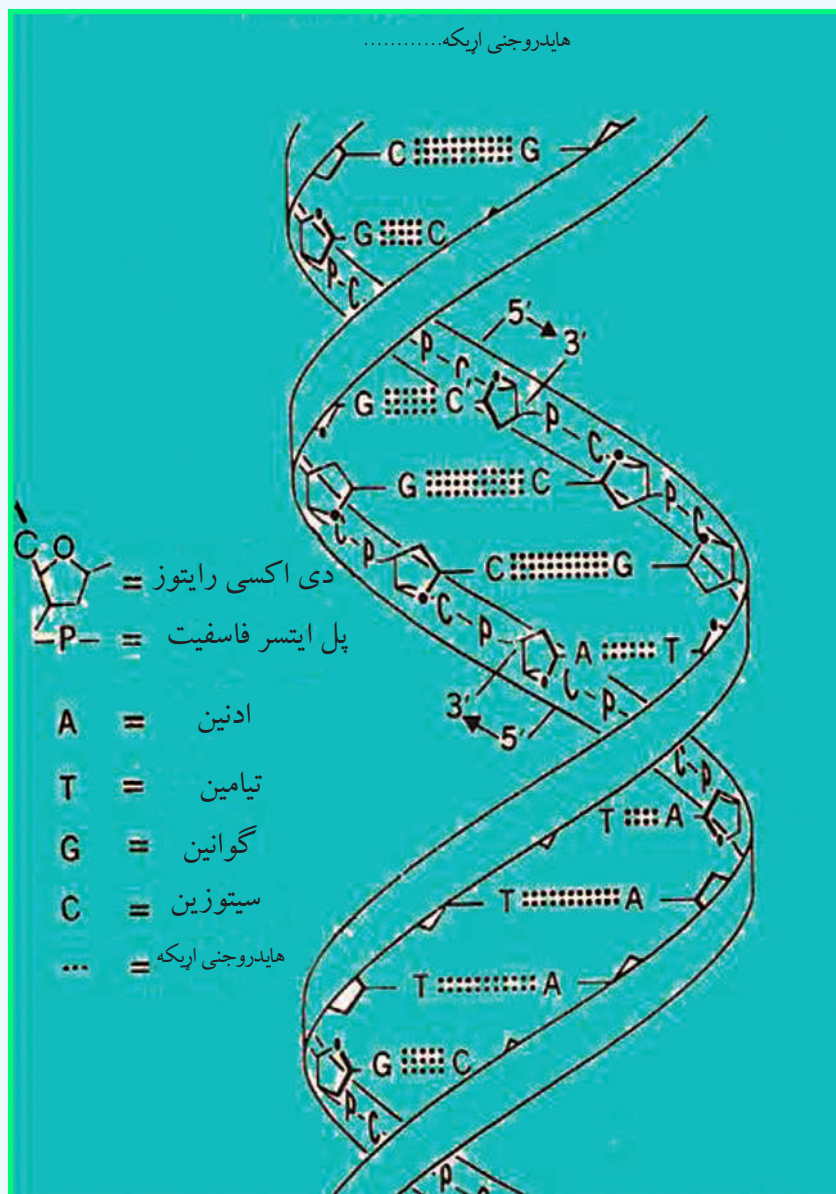 هایدروجنی اړیکه............
C G
G C
P-C
5' 3'
P-C
G C
P-C
G C
P-C
C-P
C G
C-P
A T
3' 5'
C-P
C-P
T A
T A
T A
G C
P-C
P
C O
= دی اکسی رایتوز
-P- = پل ایتسر فاسفیت
A = ادنین
T = تیامین
G = گوانین
C = سیتوزین
... = هایدروجنی اړیکه